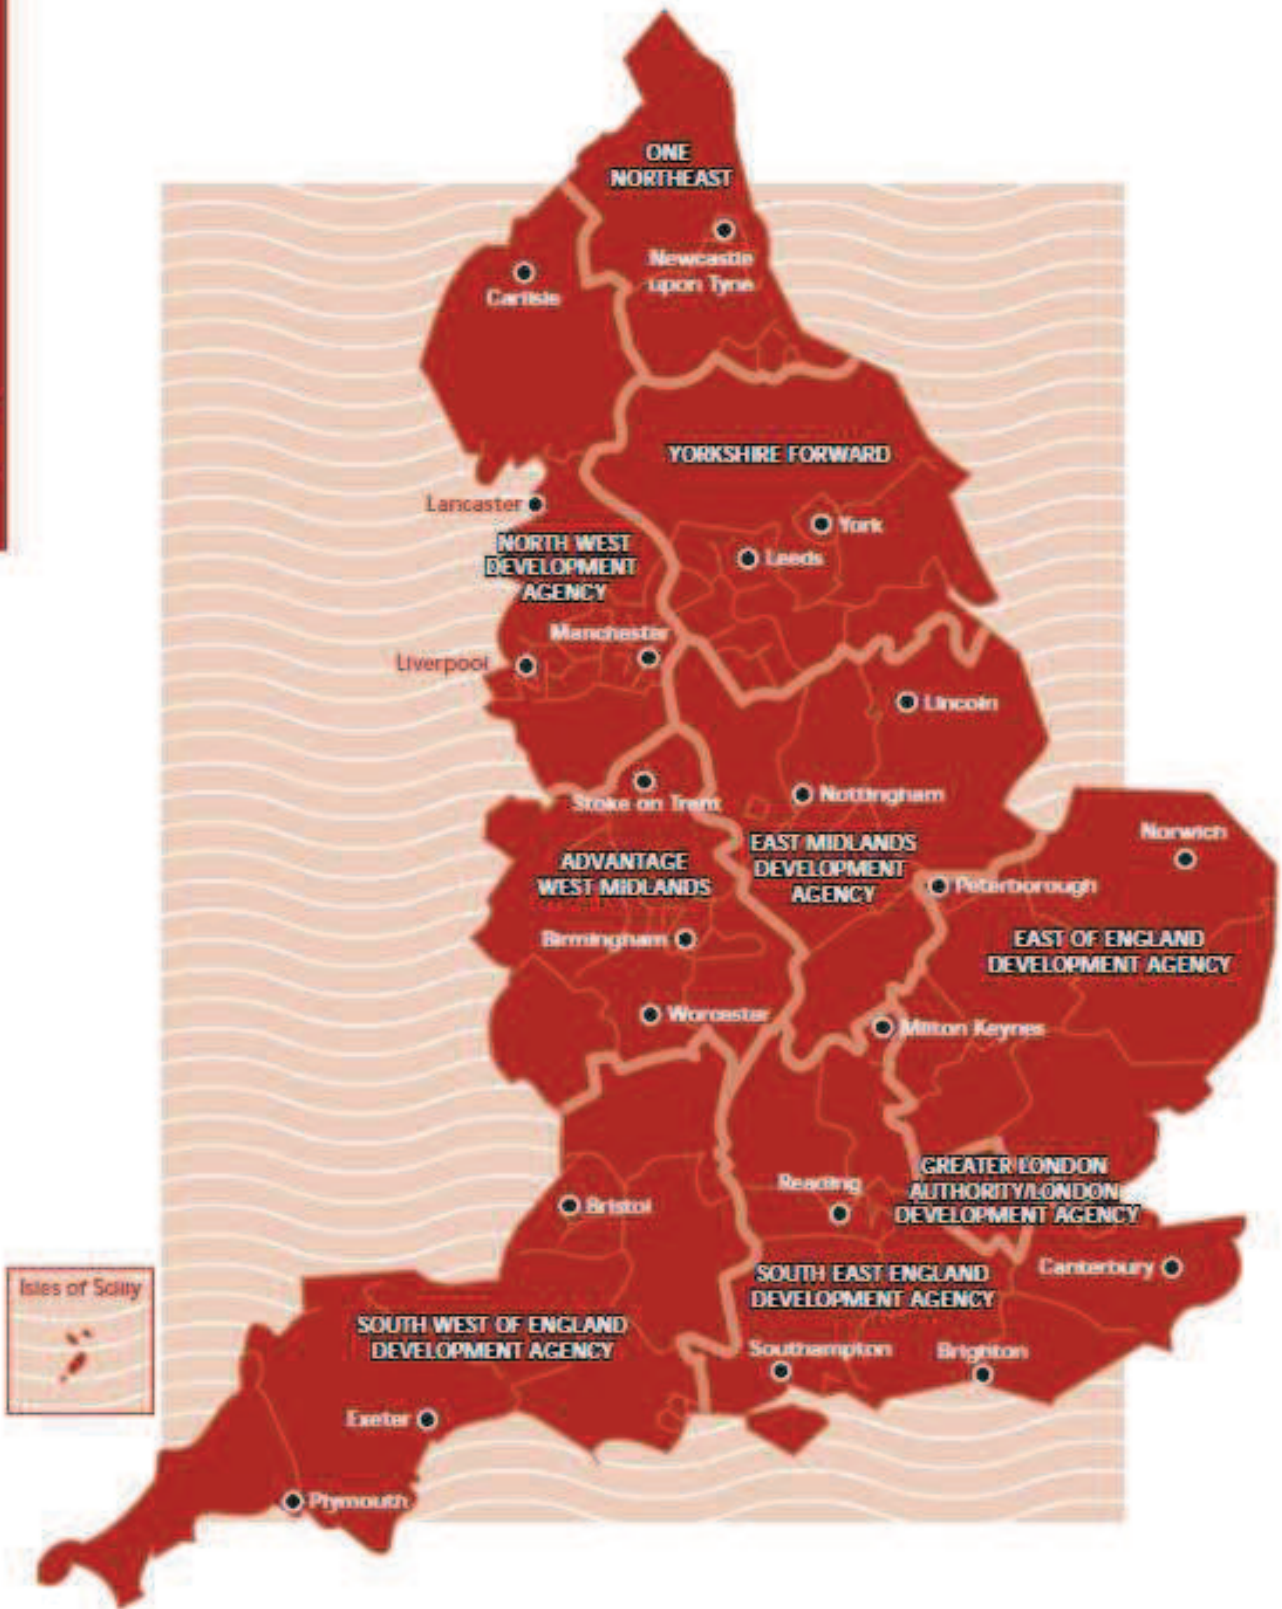 ONE
NORTHEAST
Newcastle
upon Tyne
Carlisle
YORKSHIRE FORWARD
Lancaster
York
Leeds
NORTH WEST
DEVELOPMENT
AGENCY
Manchester
Liverpool
Lincoln
Stoke on Trent
Nottingham
Norwich
ADVANTAGE
WEST MIDLANDS
EAST MIDLANDS
DEVELOPMENT
AGENCY
Peterborough
Birmingham
EAST OF ENGLAND
DEVELOPMENT AGENCY
Worcester
Milton Keynes
GREATER LONDON
AUTHORITY/LONDON
DEVELOPMENT AGENCY
Reading
Bristol
Canterbury
SOUTH EAST ENGLAND
DEVELOPMENT AGENCY
Isles of Scilly
SOUTH WEST OF ENGLAND
DEVELOPMENT AGENCY
Southampton
Brighton
Exeter
Plymouth